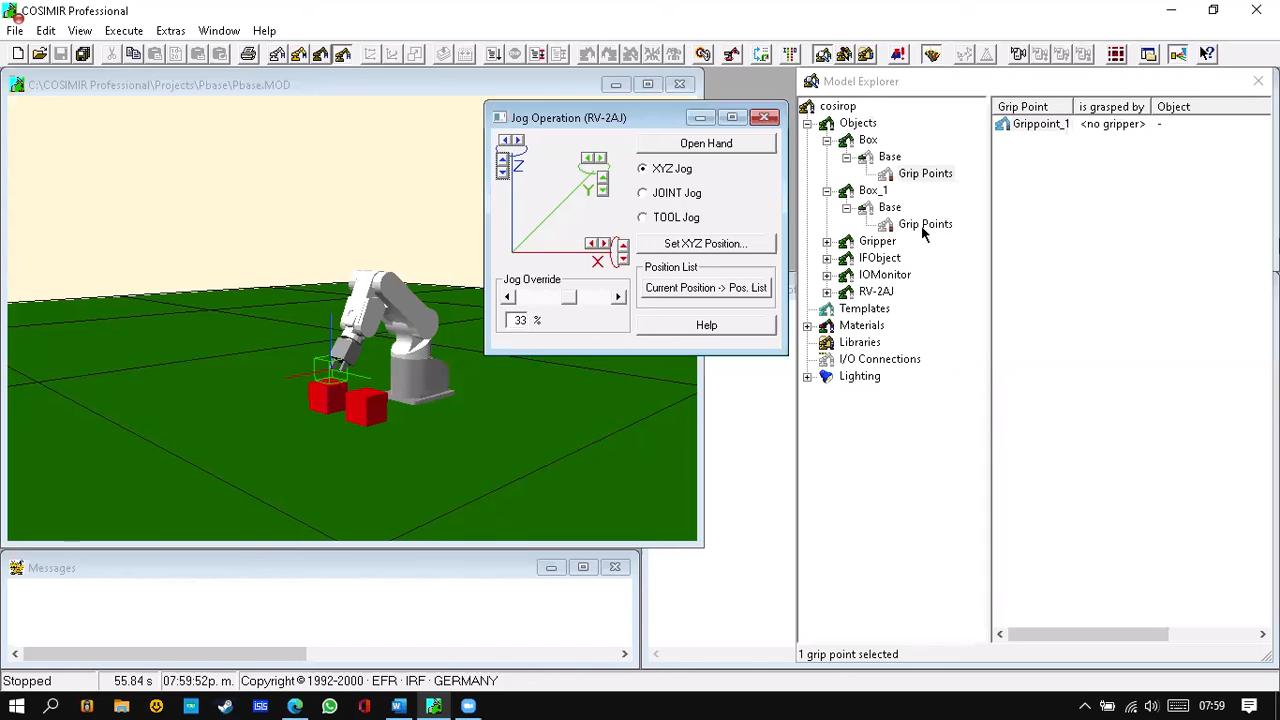 COSIMIR Professional
File Edit View Execute Extras Window Help
C:\COSIMIR Professional\Projects\Pbase\Pbase.MOD
Jog Operation (RV-2AJ)
Z
Y
X
Open Hand
XYZ Jog
JOINT Jog
TOOL Jog
Set XYZ Position...
Jog Override
33 %
Position List
Current Position -> Pos. List
Help
Messages
Model Explorer
cosirop
Objects
Box
Base
Grip Points
Box_1
Base
Grip Points
Gripper
IFObject
IOMonitor
RV-2AJ
Templates
Materials
Libraries
I/O Connections
Lighting
Grip Point is grasped by Object
Grippoint_1 <no gripper> -
1 grip point selected
Stopped 55.84 s 07:59:52p. m. Copyright © 1992-2000 · EFR · IRF · GERMANY
07:59